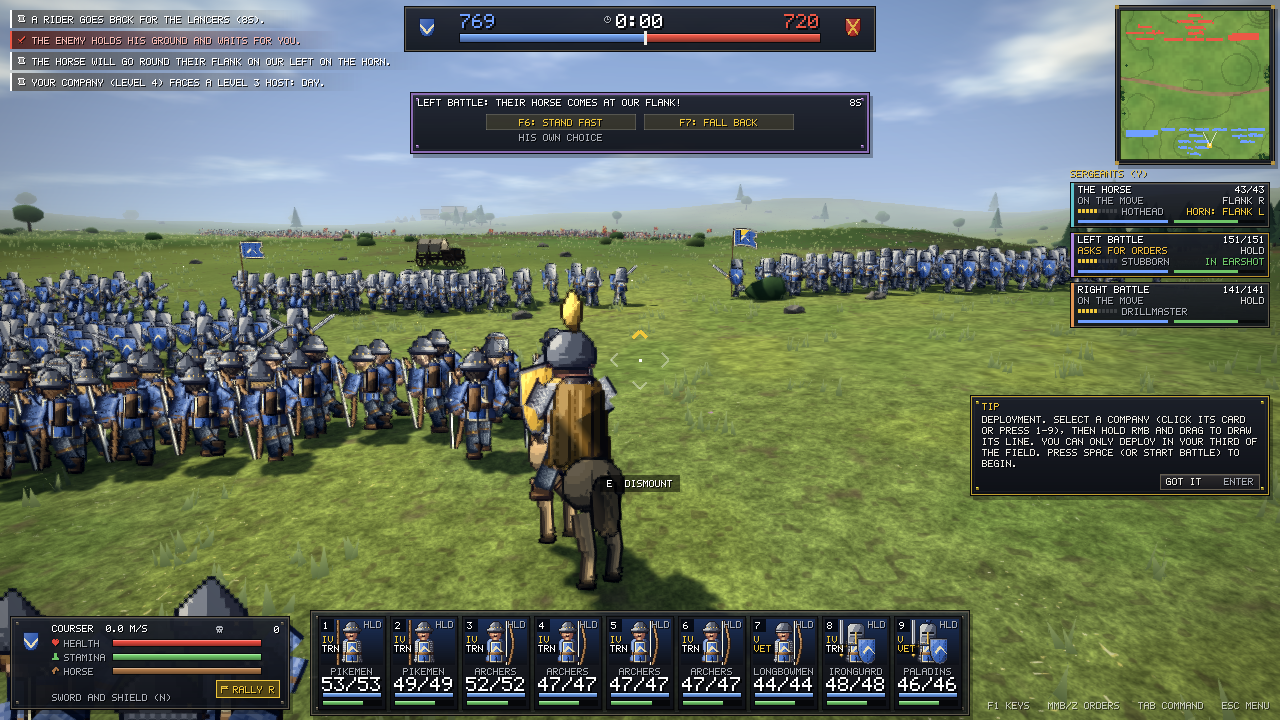 A RIDER GOES BACK FOR THE LANCERS (8S).
THE ENEMY HOLDS HIS GROUND AND WAITS FOR YOU.
THE HORSE WILL GO ROUND THEIR FLANK ON OUR LEFT ON THE HORN.
YOUR COMPANY (LEVEL 4) FACES A LEVEL 3 HOST: DAY.
769 0:00 720
LEFT BATTLE: THEIR HORSE COMES AT OUR FLANK! 8S
F6: STAND FAST F7: FALL BACK
HIS OWN CHOICE
SERGEANTS (Y)
THE HORSE 43/43
ON THE MOVE FLANK R
HOTHEAD HORN: FLANK L
LEFT BATTLE 151/151
ASKS FOR ORDERS HOLD
STUBBORN IN EARSHOT
RIGHT BATTLE 141/141
ON THE MOVE HOLD
DRILLMASTER
TIP
DEPLOYMENT. SELECT A COMPANY (CLICK ITS CARD
OR PRESS 1-9), THEN HOLD RMB AND DRAG TO DRAW
ITS LINE. YOU CAN ONLY DEPLOY IN YOUR THIRD OF
THE FIELD. PRESS SPACE (OR START BATTLE) TO
BEGIN.
GOT IT ENTER
E DISMOUNT
COURSER 0.0 M/S 0
HEALTH
STAMINA
HORSE
SWORD AND SHIELD (N)
RALLY R
1 HLD IV TRN PIKEMEN 53/53
2 HLD IV TRN PIKEMEN 49/49
3 HLD IV TRN ARCHERS 52/52
4 HLD IV TRN ARCHERS 47/47
5 HLD IV TRN ARCHERS 47/47
6 HLD IV TRN ARCHERS 47/47
7 HLD V VET LONGBOWMEN 44/44
8 HLD IV TRN IRONGUARD 48/48
9 HLD V VET PALADINS 46/46
F1 KEYS MMB/Z ORDERS TAB COMMAND ESC MENU